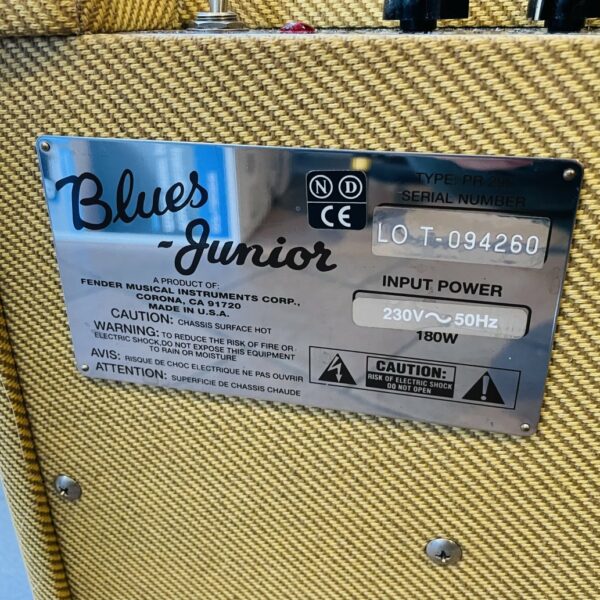 Blues
-Junior
A PRODUCT OF:
FENDER MUSICAL INSTRUMENTS CORP.,
CORONA, CA 91720
MADE IN U.S.A.
CAUTION: CHASSIS SURFACE HOT
WARNING: TO REDUCE THE RISK OF FIRE OR
ELECTRIC SHOCK,DO NOT EXPOSE THIS EQUIPMENT
TO RAIN OR MOISTURE
AVIS: RISQUE DE CHOC ELECTRIQUE NE PAS OUVRIR
ATTENTION: SUPERFICIE DE CHASSIS CHAUDE
N D
CE
TYPE: PR
SERIAL NUMBER
LO T-094260
INPUT POWER
230V～50Hz
180W
CAUTION:
RISK OF ELECTRIC SHOCK
DO NOT OPEN